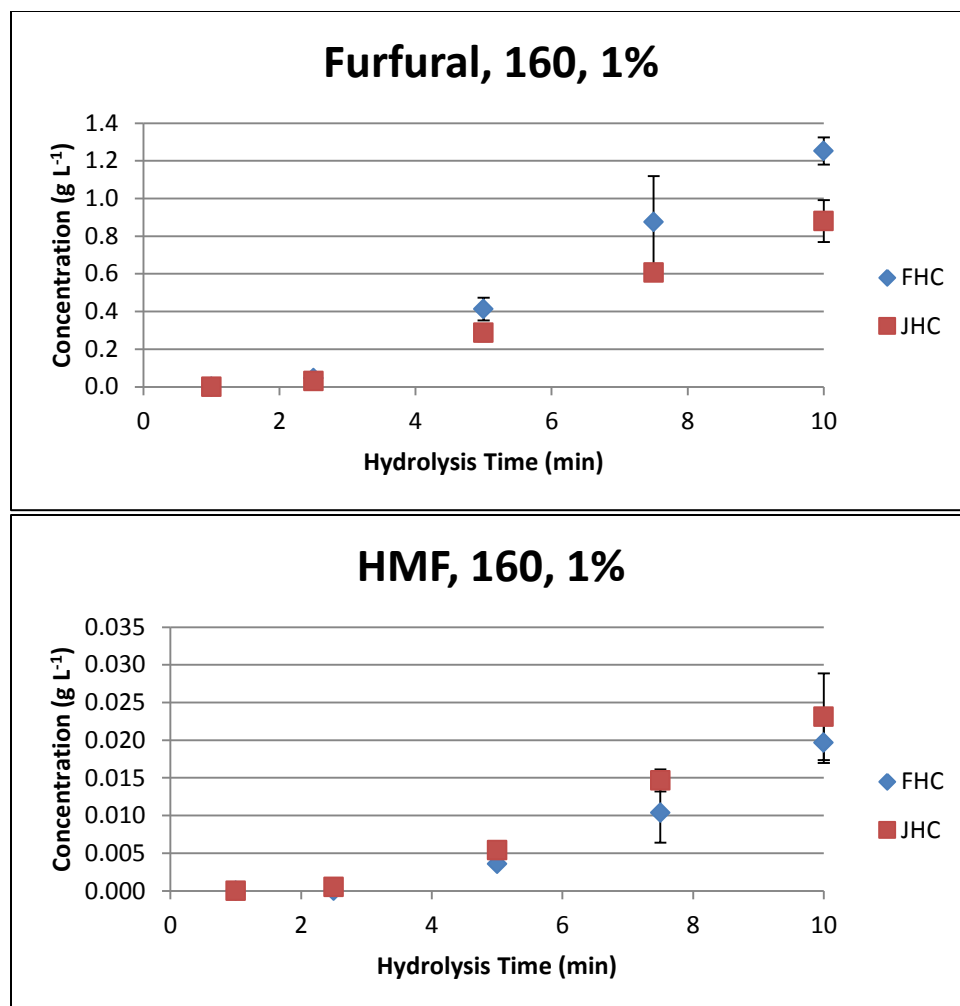 Furfural, 160, 1%
Concentration (g L⁻¹)
1.4
1.2
1.0
0.8
0.6
0.4
0.2
0.0
0 2 4 6 8 10
Hydrolysis Time (min)
FHC
JHC
HMF, 160, 1%
Concentration (g L⁻¹)
0.035
0.030
0.025
0.020
0.015
0.010
0.005
0.000
0 2 4 6 8 10
Hydrolysis Time (min)
FHC
JHC